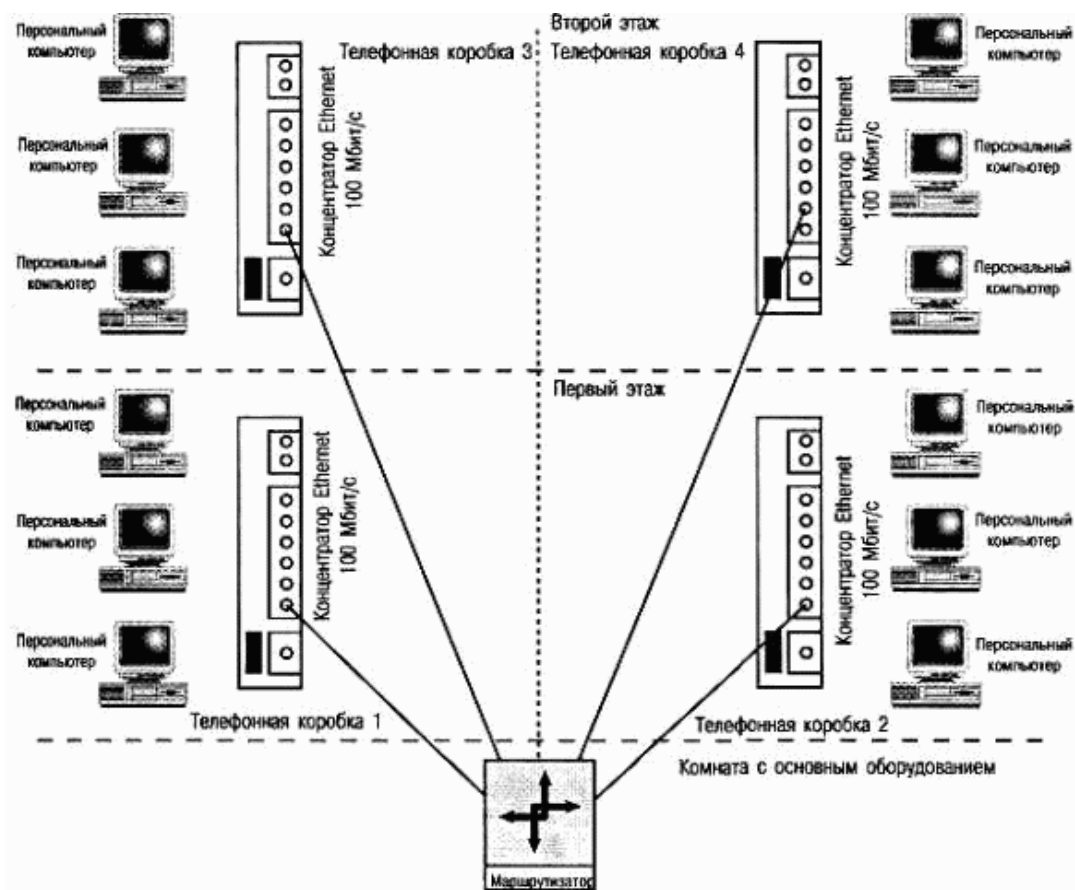 Второй этаж
Персональный
компьютер
Телефонная коробка 3
Концентратор Ethernet
100 Мбит/с
Персональный
компьютер
Персональный
компьютер
Телефонная коробка 4
Концентратор Ethernet
100 Мбит/с
Персональный
компьютер
Персональный
компьютер
Персональный
компьютер
Первый этаж
Персональный
компьютер
Концентратор Ethernet
100 Мбит/с
Персональный
компьютер
Персональный
компьютер
Телефонная коробка 1
Концентратор Ethernet
100 Мбит/с
Персональный
компьютер
Персональный
компьютер
Персональный
компьютер
Телефонная коробка 2
Комната с основным оборудованием
Маршрутизатор